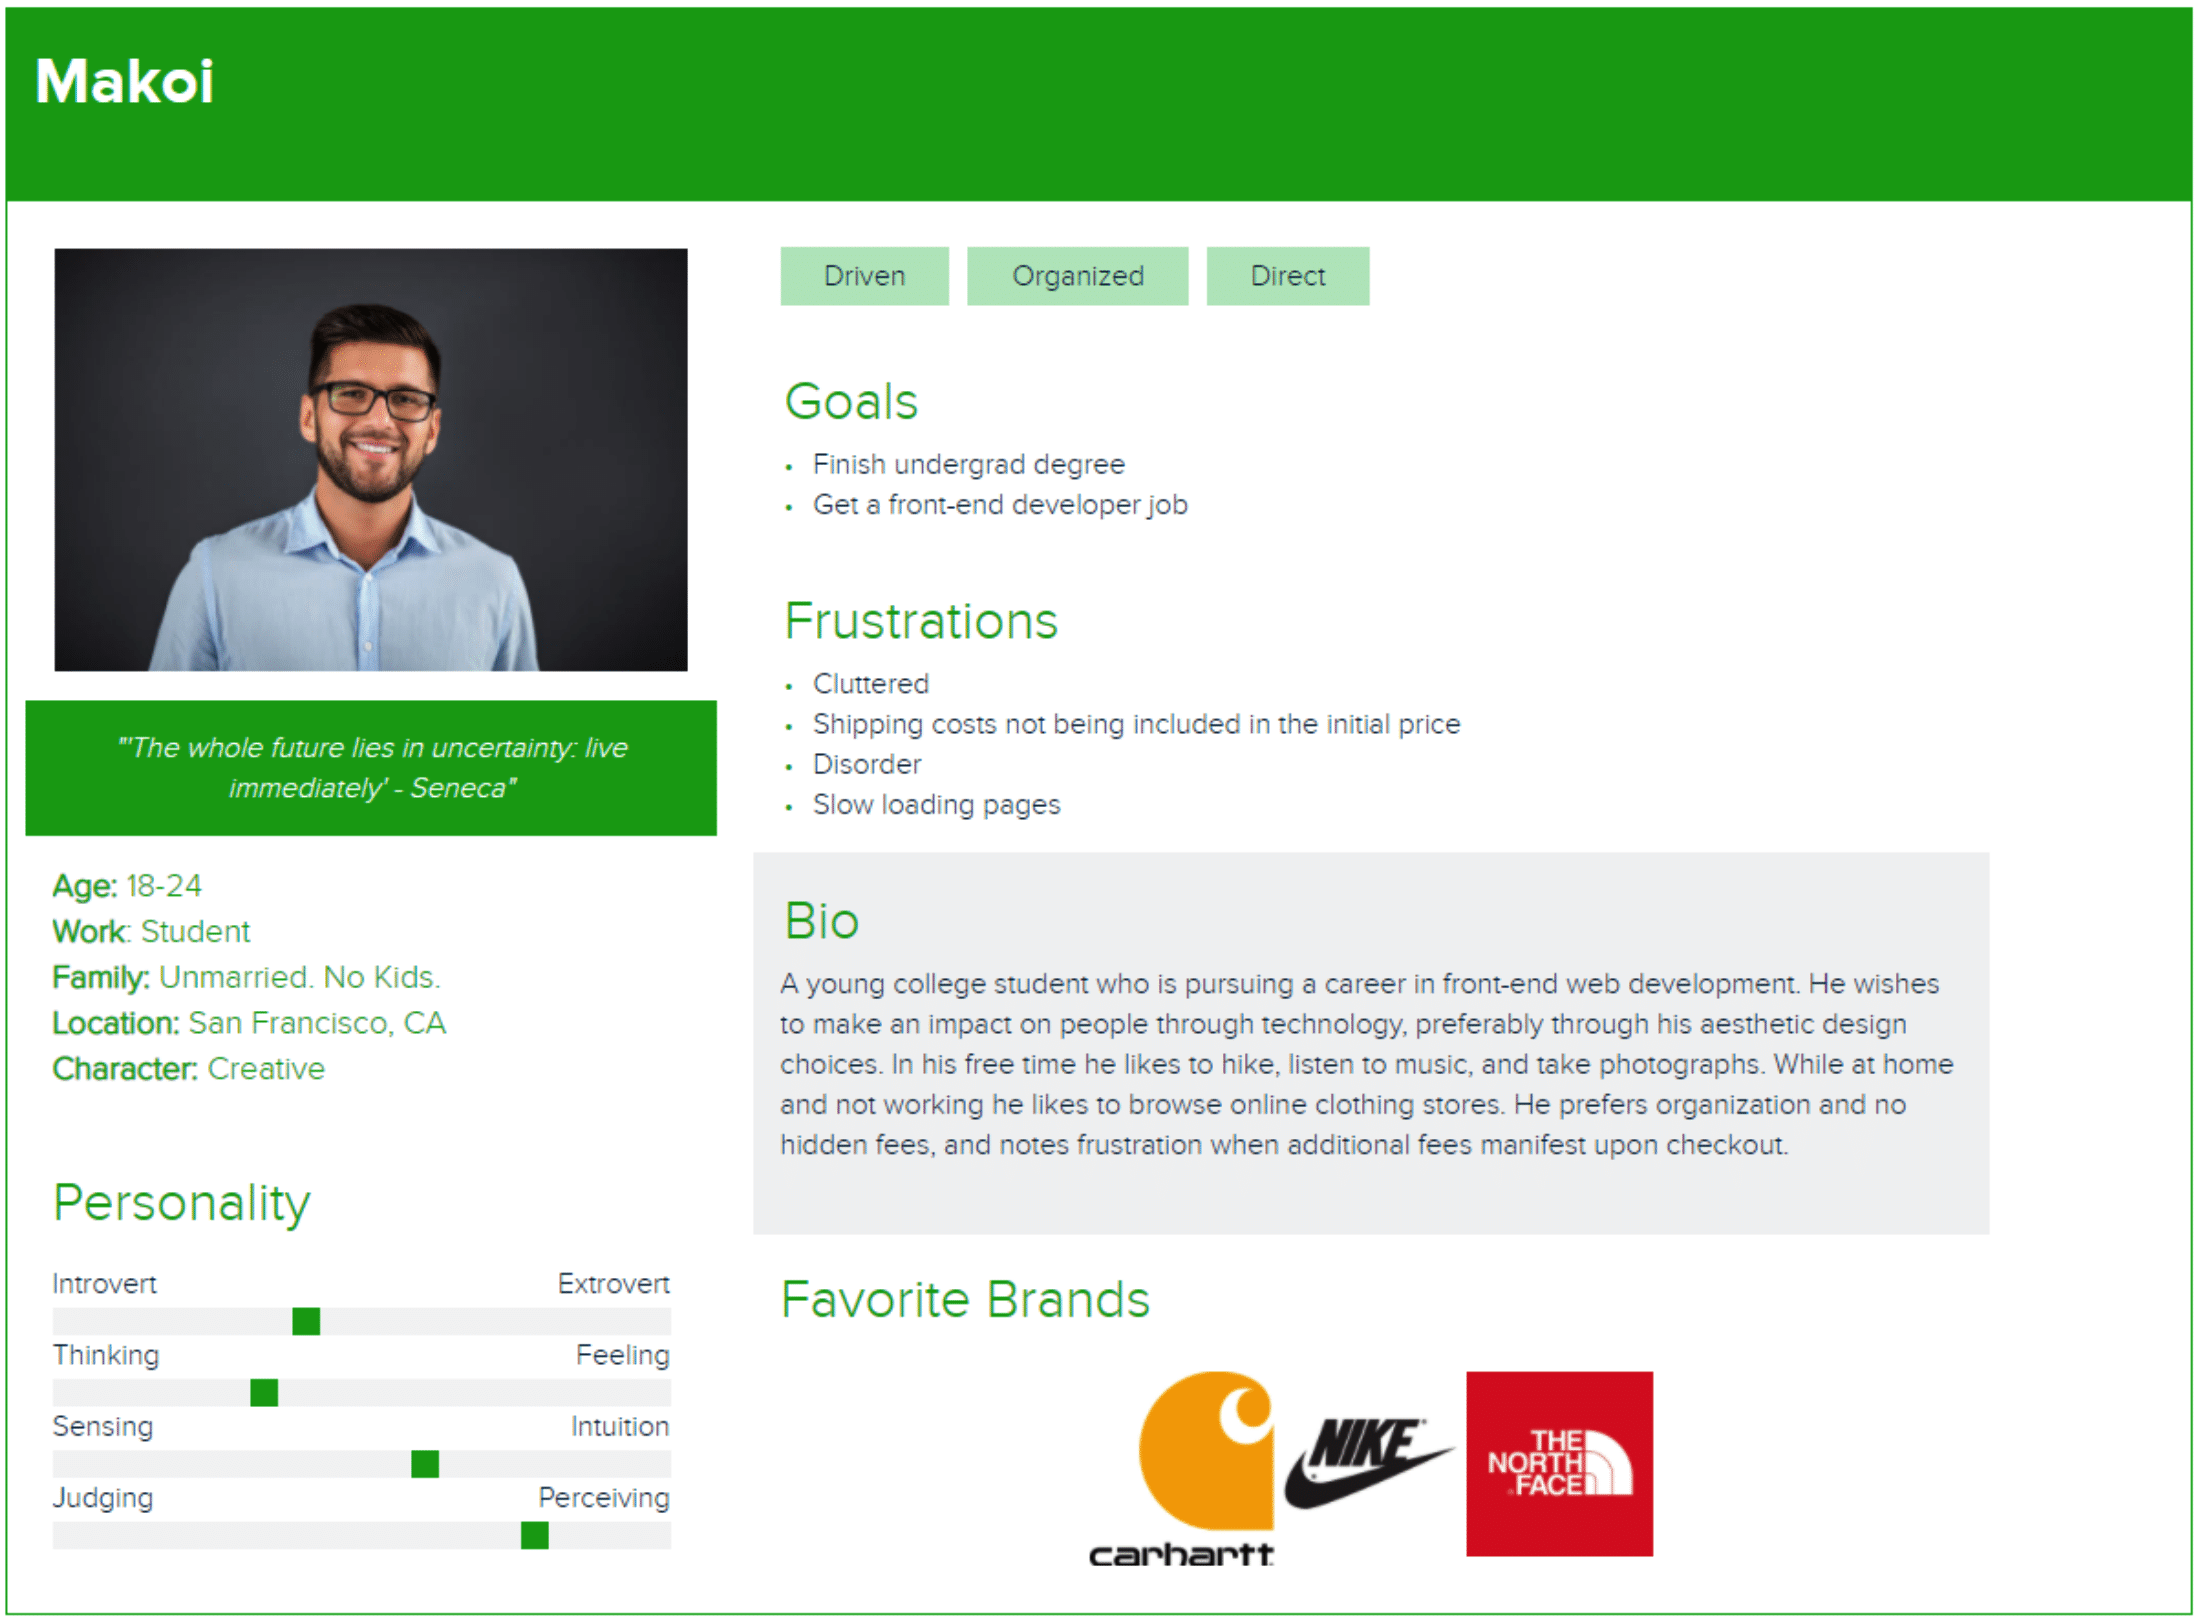 Makoi
"'The whole future lies in uncertainty: live
immediately' - Seneca"
Age: 18-24
Work: Student
Family: Unmarried. No Kids.
Location: San Francisco, CA
Character: Creative
Personality
Introvert Extrovert
Thinking Feeling
Sensing Intuition
Judging Perceiving
Driven Organized Direct
Goals
• Finish undergrad degree
• Get a front-end developer job
Frustrations
• Cluttered
• Shipping costs not being included in the initial price
• Disorder
• Slow loading pages
Bio
A young college student who is pursuing a career in front-end web development. He wishes
to make an impact on people through technology, preferably through his aesthetic design
choices. In his free time he likes to hike, listen to music, and take photographs. While at home
and not working he likes to browse online clothing stores. He prefers organization and no
hidden fees, and notes frustration when additional fees manifest upon checkout.
Favorite Brands
carhartt
NIKE
THE
NORTH
FACE